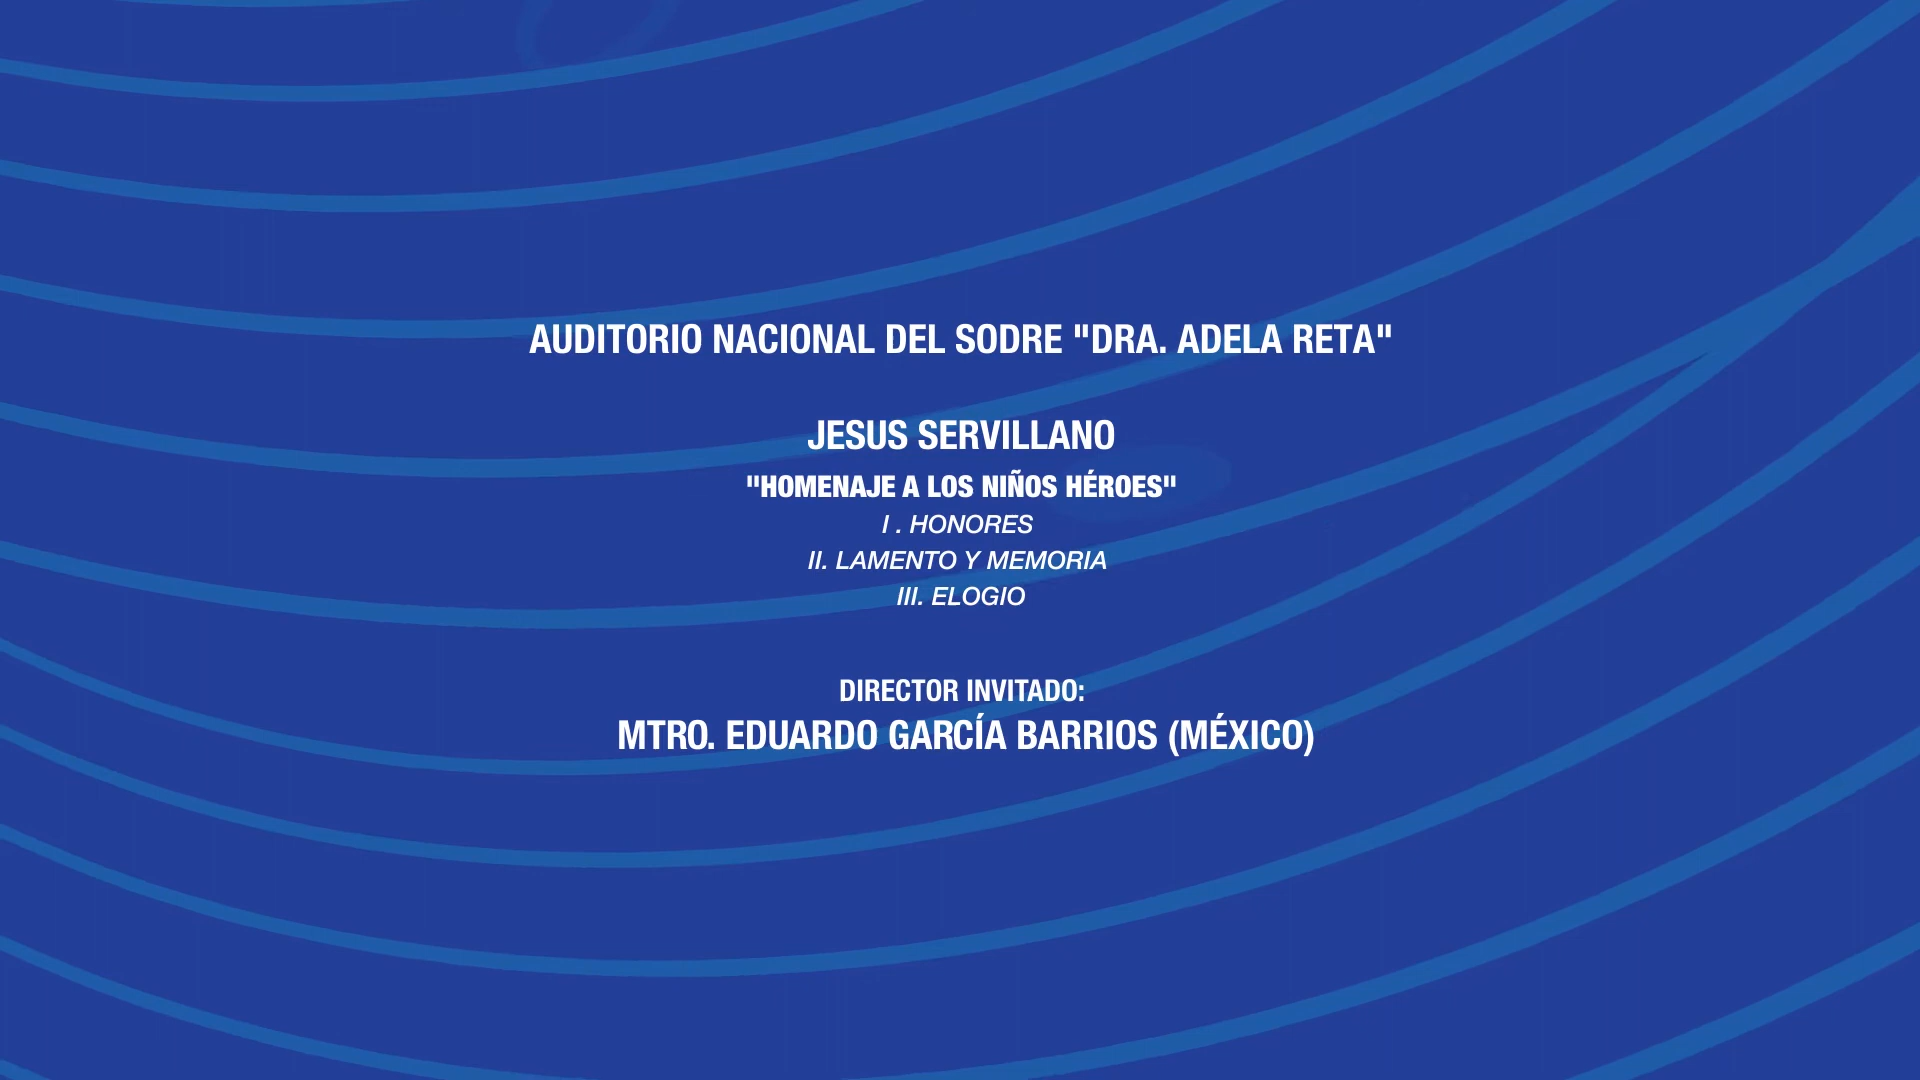 AUDITORIO NACIONAL DEL SODRE "DRA. ADELA RETA"
JESUS SERVILLANO
"HOMENAJE A LOS NIÑOS HÉROES"
I . HONORES
II. LAMENTO Y MEMORIA
III. ELOGIO
DIRECTOR INVITADO:
MTRO. EDUARDO GARCÍA BARRIOS (MÉXICO)